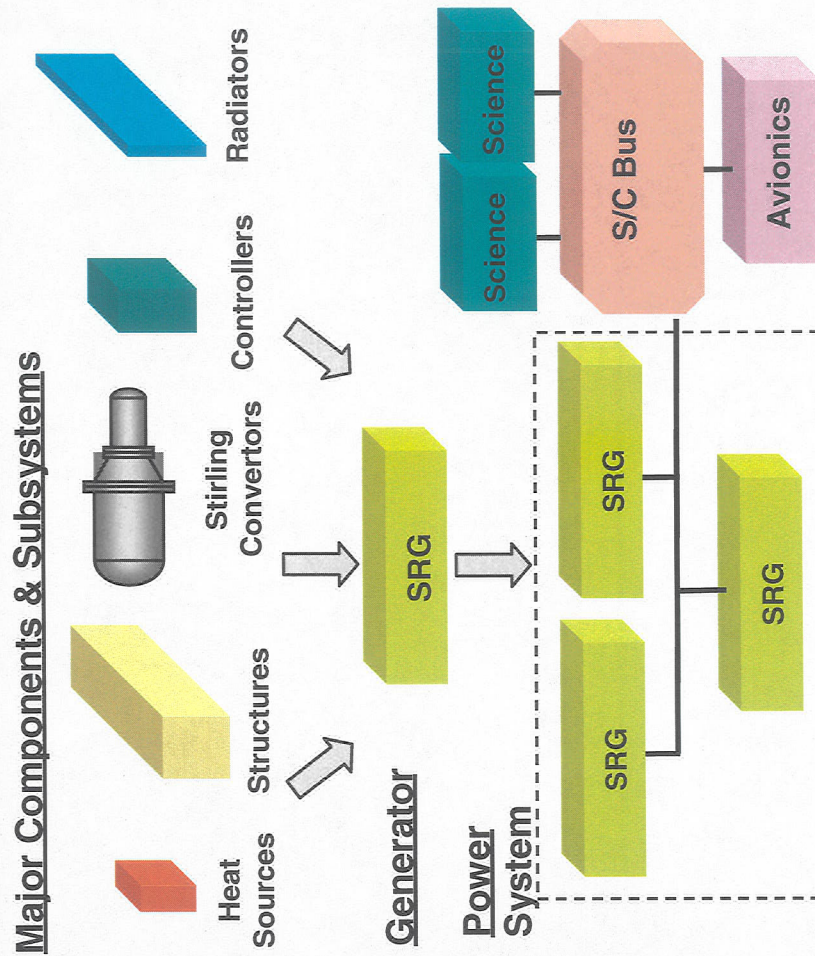 Major Components & Subsystems
Heat
Sources
Structures
Stirling
Convertors
Controllers
Radiators
Generator
SRG
Power
System
SRG
SRG
SRG
Science
Science
S/C Bus
Avionics